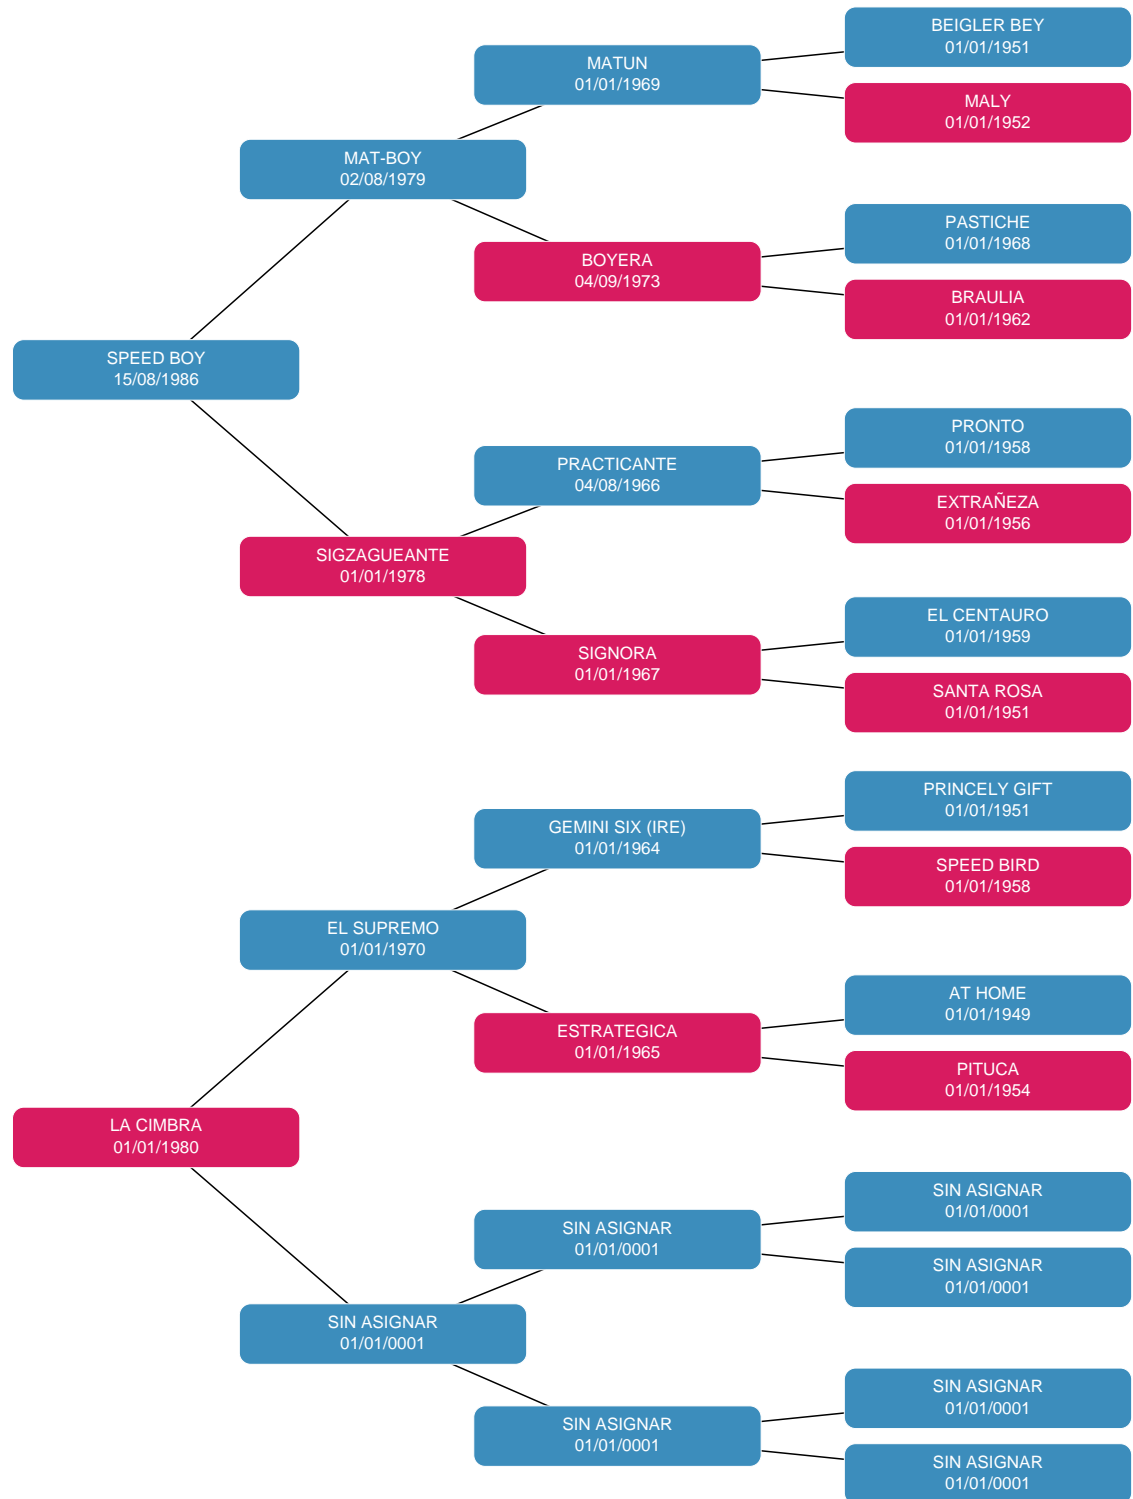 BEIGLER BEY
01/01/1951
MATUN
01/01/1969
MALY
01/01/1952
MAT-BOY
02/08/1979
PASTICHE
01/01/1968
BOYERA
04/09/1973
BRAULIA
01/01/1962
SPEED BOY
15/08/1986
PRONTO
01/01/1958
PRACTICANTE
04/08/1966
EXTRAÑEZA
01/01/1956
SIGZAGUEANTE
01/01/1978
EL CENTAURO
01/01/1959
SIGNORA
01/01/1967
SANTA ROSA
01/01/1951
PRINCELY GIFT
01/01/1951
GEMINI SIX (IRE)
01/01/1964
SPEED BIRD
01/01/1958
EL SUPREMO
01/01/1970
AT HOME
01/01/1949
ESTRATEGICA
01/01/1965
PITUCA
01/01/1954
LA CIMBRA
01/01/1980
SIN ASIGNAR
01/01/0001
SIN ASIGNAR
01/01/0001
SIN ASIGNAR
01/01/0001
SIN ASIGNAR
01/01/0001
SIN ASIGNAR
01/01/0001
SIN ASIGNAR
01/01/0001
SIN ASIGNAR
01/01/0001